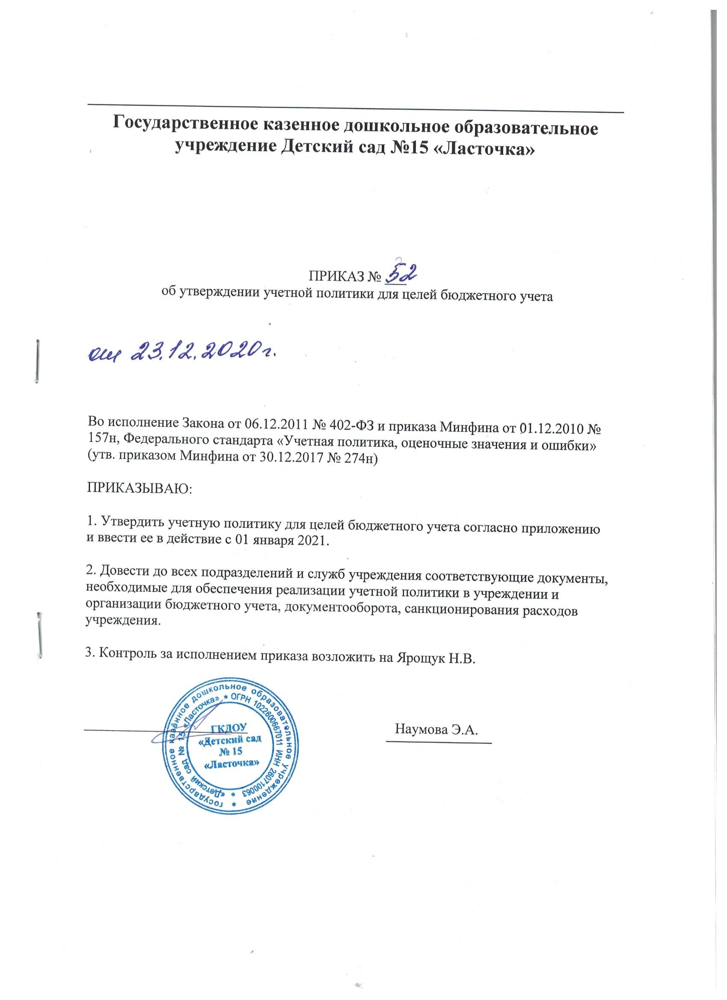 Государственное казенное дошкольное образовательное
учреждение Детский сад №15 «Ласточка»
ПРИКАЗ № 52
об утверждении учетной политики для целей бюджетного учета
от 23.12.2020г.
Во исполнение Закона от 06.12.2011 № 402-ФЗ и приказа Минфина от 01.12.2010 №
157н, Федерального стандарта «Учетная политика, оценочные значения и ошибки»
(утв. приказом Минфина от 30.12.2017 № 274н)
ПРИКАЗЫВАЮ:
1. Утвердить учетную политику для целей бюджетного учета согласно приложению
и ввести ее в действие с 01 января 2021.
2. Довести до всех подразделений и служб учреждения соответствующие документы,
необходимые для обеспечения реализации учетной политики в учреждении и
организации бюджетного учета, документооборота, санкционирования расходов
учреждения.
3. Контроль за исполнением приказа возложить на Ярощук Н.В.
Наумова Э.А.
государственное казённое дошкольное образовательное учреждение *
«Детский сад № 15 «Ласточка» * ОГРН 1022600667011 ИНН 2607100063 *
ГКДОУ
«Детский сад
№ 15
«Ласточка»